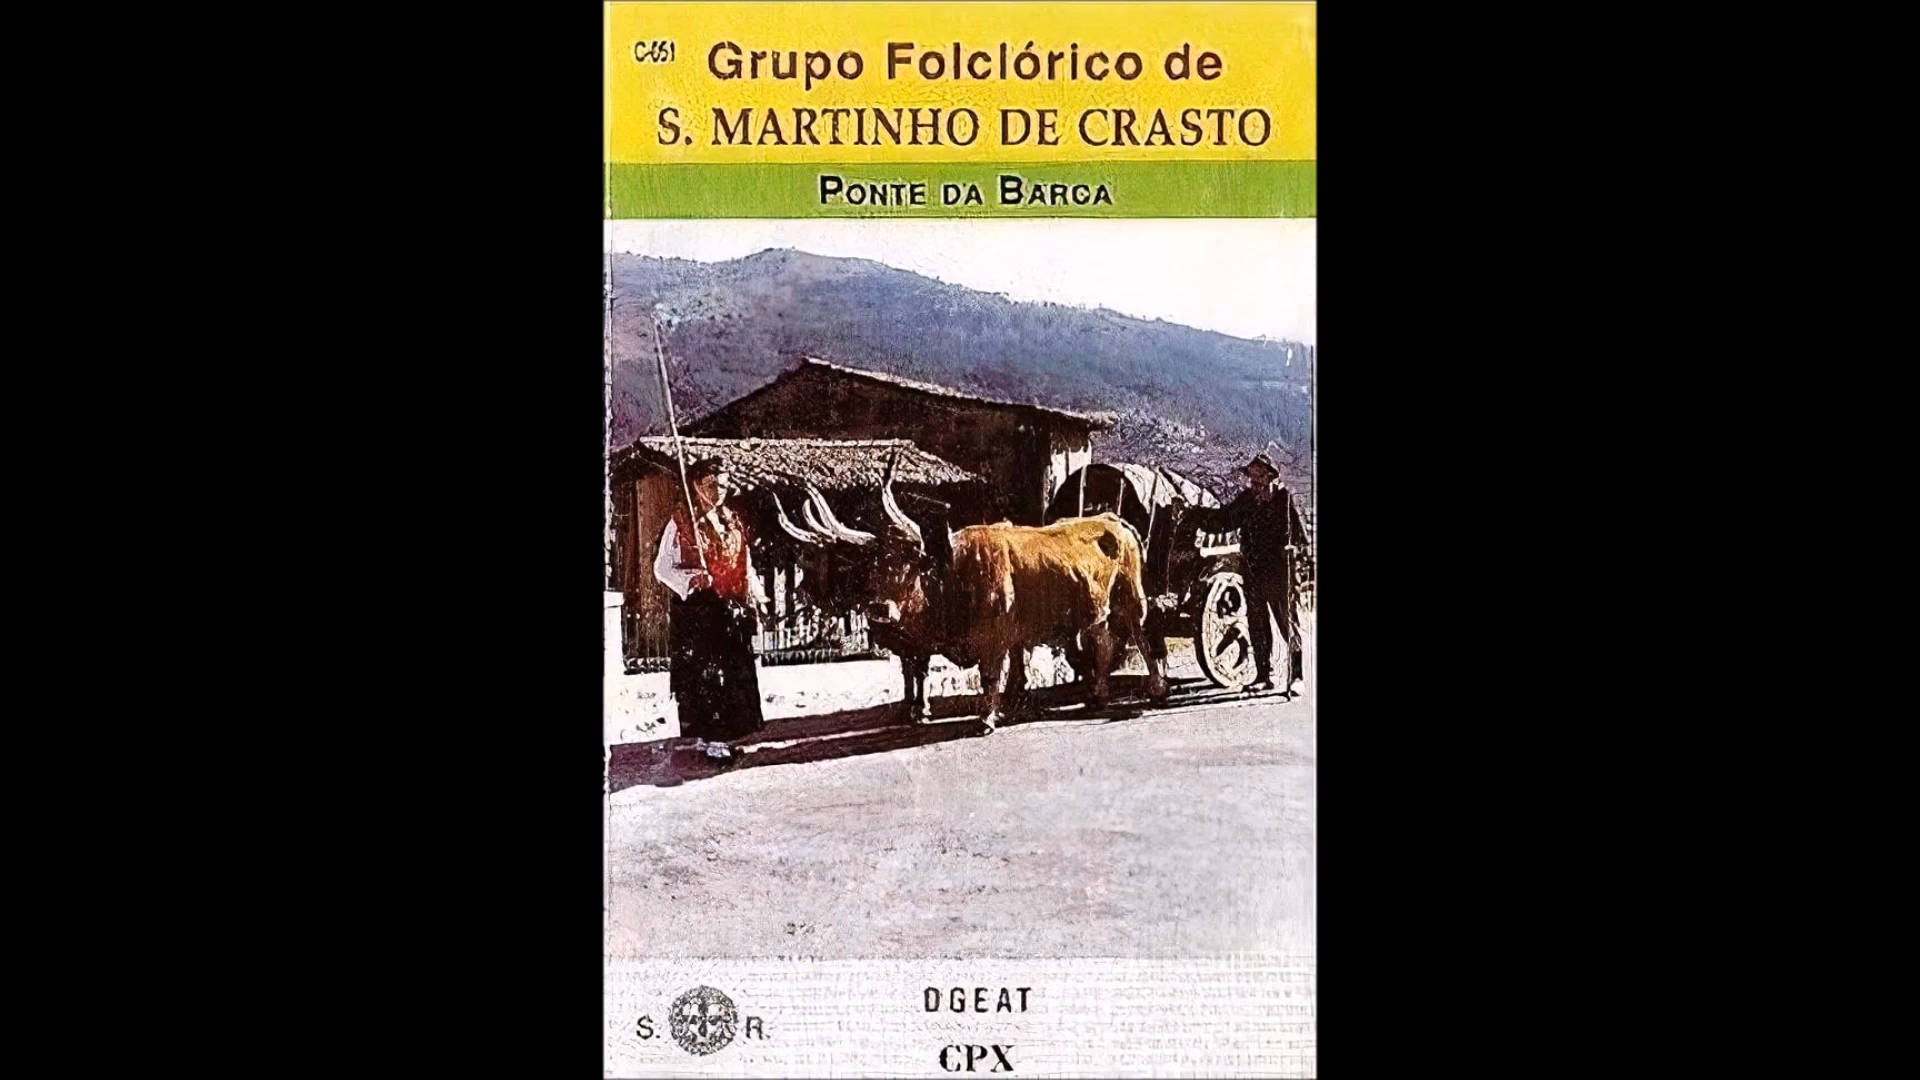 C-651
Grupo Folclórico de
S. MARTINHO DE CRASTO
PONTE DA BARCA
DGEAT
S. R.
CPX